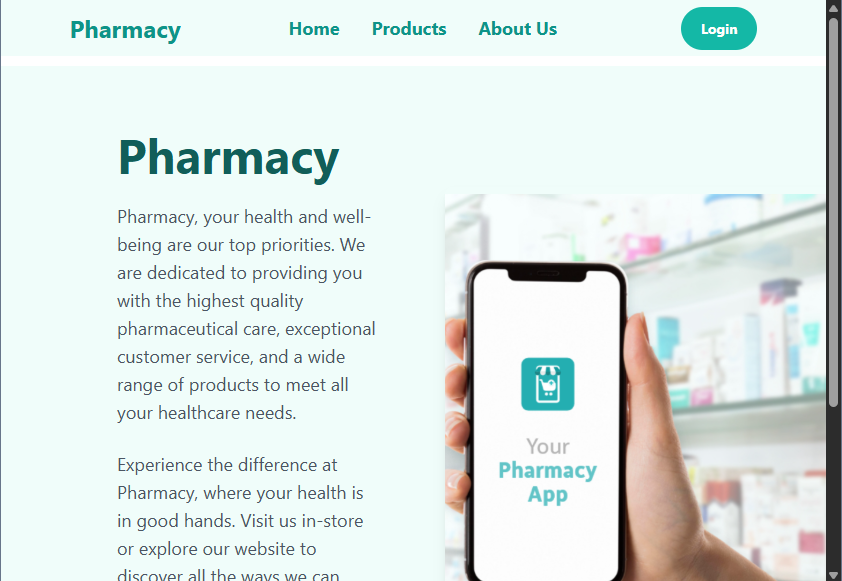 Pharmacy
Home
Products
About Us
Login
Pharmacy
Pharmacy, your health and well-
being are our top priorities. We
are dedicated to providing you
with the highest quality
pharmaceutical care, exceptional
customer service, and a wide
range of products to meet all
your healthcare needs.
Experience the difference at
Pharmacy, where your health is
in good hands. Visit us in-store
or explore our website to
discover all the ways we can
Your
Pharmacy
App